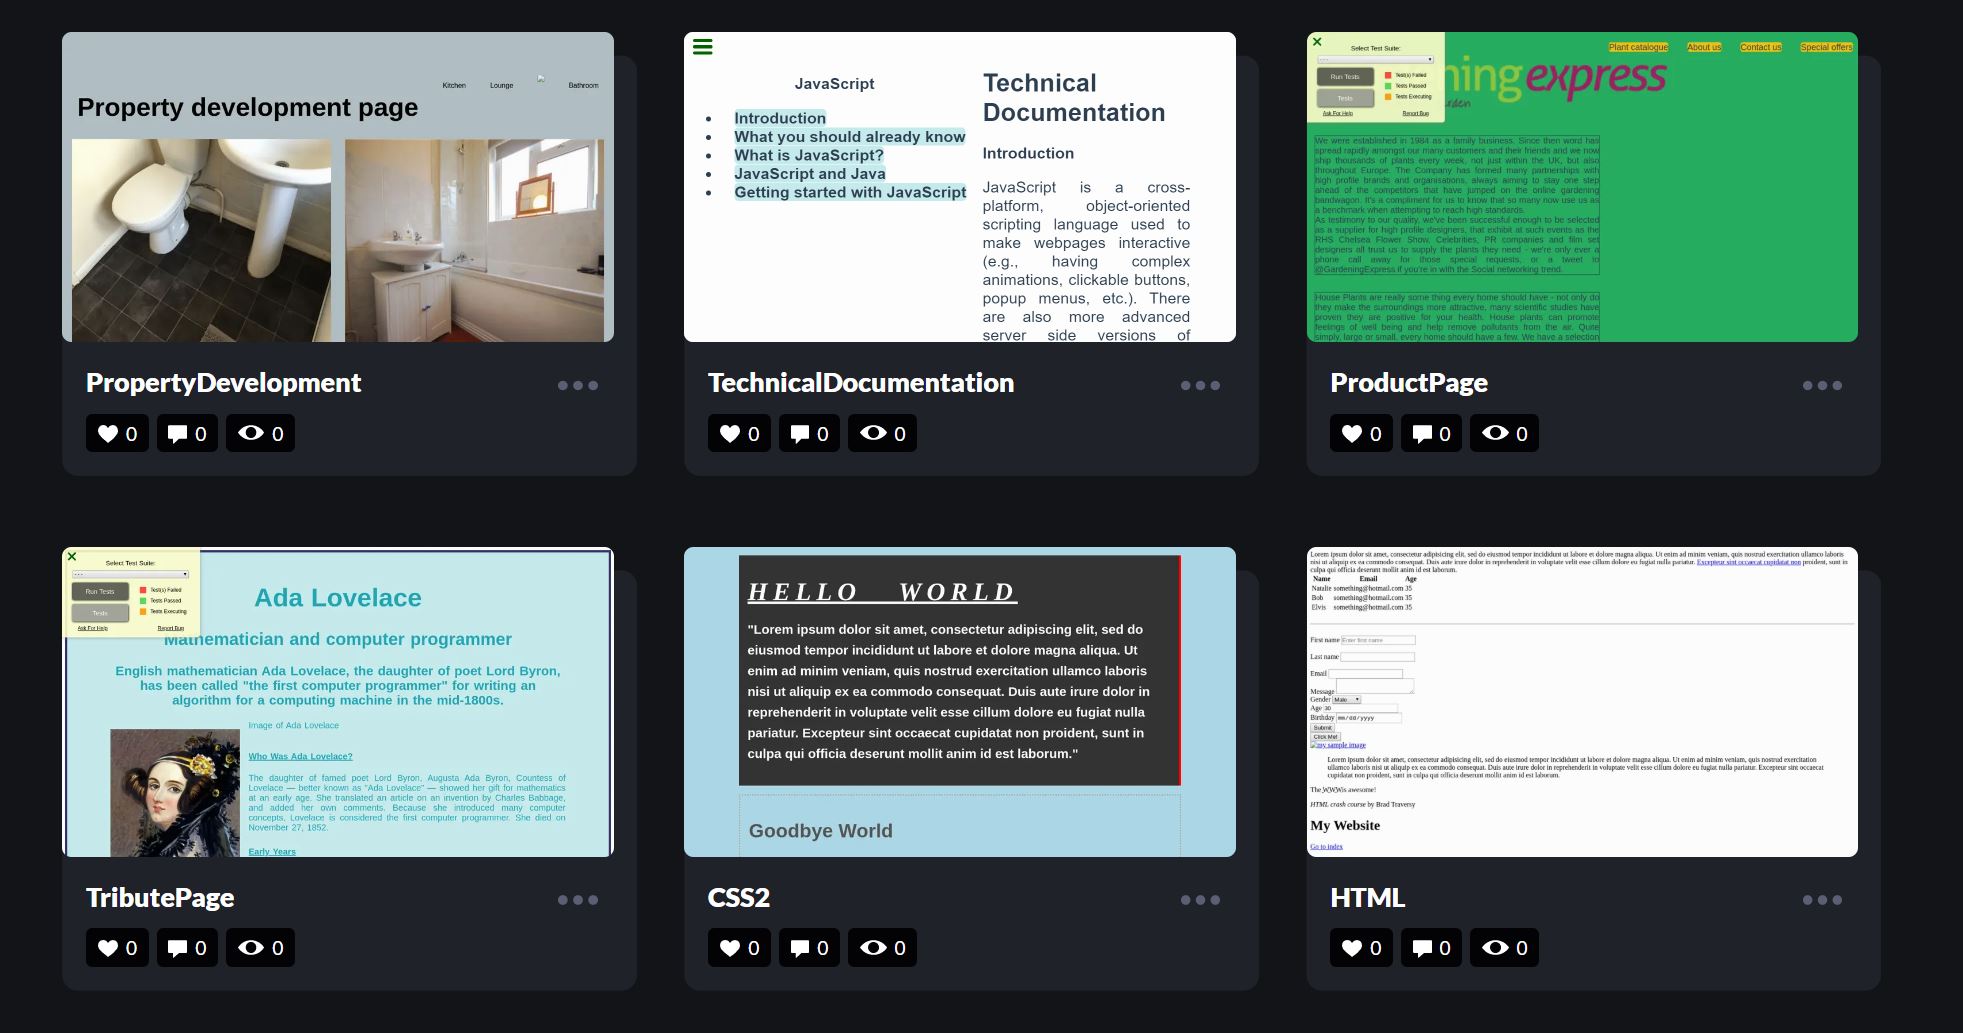 Kitchen
Lounge
Bathroom
Property development page
PropertyDevelopment
0
0
0
JavaScript
Introduction
What you should already know
What is JavaScript?
JavaScript and Java
Getting started with JavaScript
Technical
Documentation
Introduction
JavaScript is a cross-
platform, object-oriented
scripting language used to
make webpages interactive
(e.g., having complex
animations, clickable buttons,
popup menus, etc.). There
are also more advanced
server side versions of
TechnicalDocumentation
0
0
0
Select Test Suite:
- - -
Run Tests
Tests
Test(s) Failed
Tests Passed
Tests Executing
Ask For Help
Report Bug
Plant catalogue
About us
Contact us
Special offers
ning express
rden
We were established in 1984 as a family business. Since then word has
spread rapidly amongst our many customers and their friends and we now
ship thousands of plants every week, not just within the UK, but also
throughout Europe. The Company has formed many partnerships with
high profile brands and organisations, always aiming to stay one step
ahead of the competitors that have jumped on the online gardening
bandwagon. It's a compliment for us to know that so many now use us as
a benchmark when attempting to reach high standards.
As testimony to our quality, we've been successful enough to be selected
as a supplier for high profile designers, that exhibit at such events as the
RHS Chelsea Flower Show, Celebrities, PR companies and film set
designers all trust us to supply the plants they need - we're only ever a
phone call away for those special requests, or a tweet to
@GardeningExpress if you're in with the Social networking trend.
House Plants are really some thing every home should have - not only do
they make the surroundings more attractive, many scientific studies have
proven they are positive for your health. House plants can promote
feelings of well being and help remove pollutants from the air. Quite
simply, large or small, every home should have a few. We have a selection
ProductPage
0
0
0
Select Test Suite:
- - -
Run Tests
Tests
Test(s) Failed
Tests Passed
Tests Executing
Ask For Help
Report Bug
Ada Lovelace
Mathematician and computer programmer
English mathematician Ada Lovelace, the daughter of poet Lord Byron,
has been called "the first computer programmer" for writing an
algorithm for a computing machine in the mid-1800s.
Image of Ada Lovelace
Who Was Ada Lovelace?
The daughter of famed poet Lord Byron, Augusta Ada Byron, Countess of
Lovelace — better known as "Ada Lovelace" — showed her gift for mathematics
at an early age. She translated an article on an invention by Charles Babbage,
and added her own comments. Because she introduced many computer
concepts, Lovelace is considered the first computer programmer. She died on
November 27, 1852.
Early Years
TributePage
0
0
0
HELLO WORLD
"Lorem ipsum dolor sit amet, consectetur adipiscing elit, sed do
eiusmod tempor incididunt ut labore et dolore magna aliqua. Ut
enim ad minim veniam, quis nostrud exercitation ullamco laboris
nisi ut aliquip ex ea commodo consequat. Duis aute irure dolor in
reprehenderit in voluptate velit esse cillum dolore eu fugiat nulla
pariatur. Excepteur sint occaecat cupidatat non proident, sunt in
culpa qui officia deserunt mollit anim id est laborum."
Goodbye World
CSS2
0
0
0
Lorem ipsum dolor sit amet, consectetur adipisicing elit, sed do eiusmod tempor incididunt ut labore et dolore magna aliqua. Ut enim ad minim veniam, quis nostrud exercitation ullamco laboris
nisi ut aliquip ex ea commodo consequat. Duis aute irure dolor in reprehenderit in voluptate velit esse cillum dolore eu fugiat nulla pariatur. Excepteur sint occaecat cupidatat non proident, sunt in
culpa qui officia deserunt mollit anim id est laborum.
Name Email Age
Natalie something@hotmail.com 35
Bob something@hotmail.com 35
Elvis something@hotmail.com 35
First name Enter first name
Last name
Email
Message
Gender Male
Age 30
Birthday mm/dd/yyyy
Submit
Click Me!
my sample image
Lorem ipsum dolor sit amet, consectetur adipisicing elit, sed do eiusmod tempor incididunt ut labore et dolore magna aliqua. Ut enim ad minim veniam, quis nostrud exercitation
ullamco laboris nisi ut aliquip ex ea commodo consequat. Duis aute irure dolor in reprehenderit in voluptate velit esse cillum dolore eu fugiat nulla pariatur. Excepteur sint occaecat
cupidatat non proident, sunt in culpa qui officia deserunt mollit anim id est laborum.
The WWW is awesome!
HTML crash course by Brad Traversy
My Website
Go to index
HTML
0
0
0